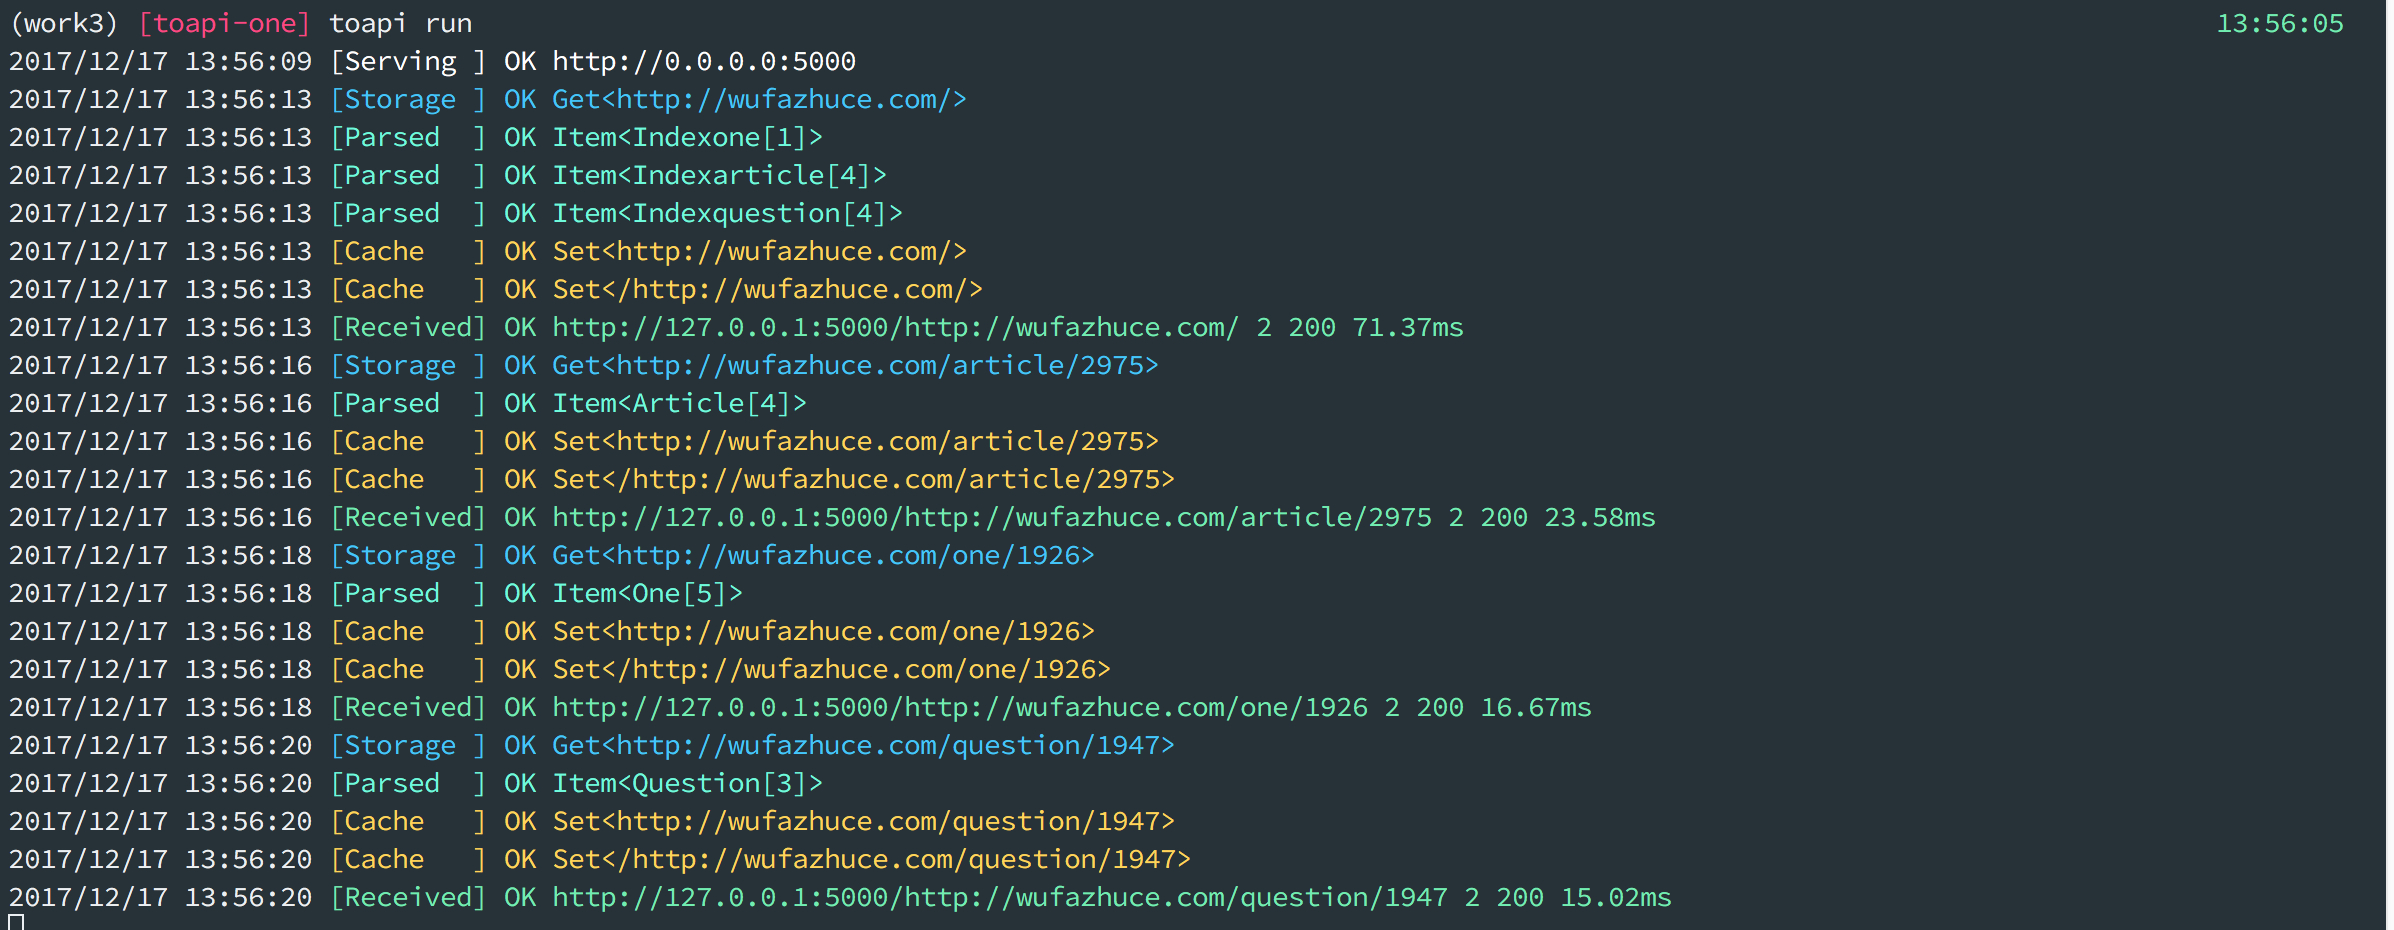 (work3) [toapi-one] toapi run 13:56:05
2017/12/17 13:56:09 [Serving ] OK http://0.0.0.0:5000
2017/12/17 13:56:13 [Storage ] OK Get<http://wufazhuce.com/>
2017/12/17 13:56:13 [Parsed  ] OK Item<Indexone[1]>
2017/12/17 13:56:13 [Parsed  ] OK Item<Indexarticle[4]>
2017/12/17 13:56:13 [Parsed  ] OK Item<Indexquestion[4]>
2017/12/17 13:56:13 [Cache   ] OK Set<http://wufazhuce.com/>
2017/12/17 13:56:13 [Cache   ] OK Set</http://wufazhuce.com/>
2017/12/17 13:56:13 [Received] OK http://127.0.0.1:5000/http://wufazhuce.com/ 2 200 71.37ms
2017/12/17 13:56:16 [Storage ] OK Get<http://wufazhuce.com/article/2975>
2017/12/17 13:56:16 [Parsed  ] OK Item<Article[4]>
2017/12/17 13:56:16 [Cache   ] OK Set<http://wufazhuce.com/article/2975>
2017/12/17 13:56:16 [Cache   ] OK Set</http://wufazhuce.com/article/2975>
2017/12/17 13:56:16 [Received] OK http://127.0.0.1:5000/http://wufazhuce.com/article/2975 2 200 23.58ms
2017/12/17 13:56:18 [Storage ] OK Get<http://wufazhuce.com/one/1926>
2017/12/17 13:56:18 [Parsed  ] OK Item<One[5]>
2017/12/17 13:56:18 [Cache   ] OK Set<http://wufazhuce.com/one/1926>
2017/12/17 13:56:18 [Cache   ] OK Set</http://wufazhuce.com/one/1926>
2017/12/17 13:56:18 [Received] OK http://127.0.0.1:5000/http://wufazhuce.com/one/1926 2 200 16.67ms
2017/12/17 13:56:20 [Storage ] OK Get<http://wufazhuce.com/question/1947>
2017/12/17 13:56:20 [Parsed  ] OK Item<Question[3]>
2017/12/17 13:56:20 [Cache   ] OK Set<http://wufazhuce.com/question/1947>
2017/12/17 13:56:20 [Cache   ] OK Set</http://wufazhuce.com/question/1947>
2017/12/17 13:56:20 [Received] OK http://127.0.0.1:5000/http://wufazhuce.com/question/1947 2 200 15.02ms